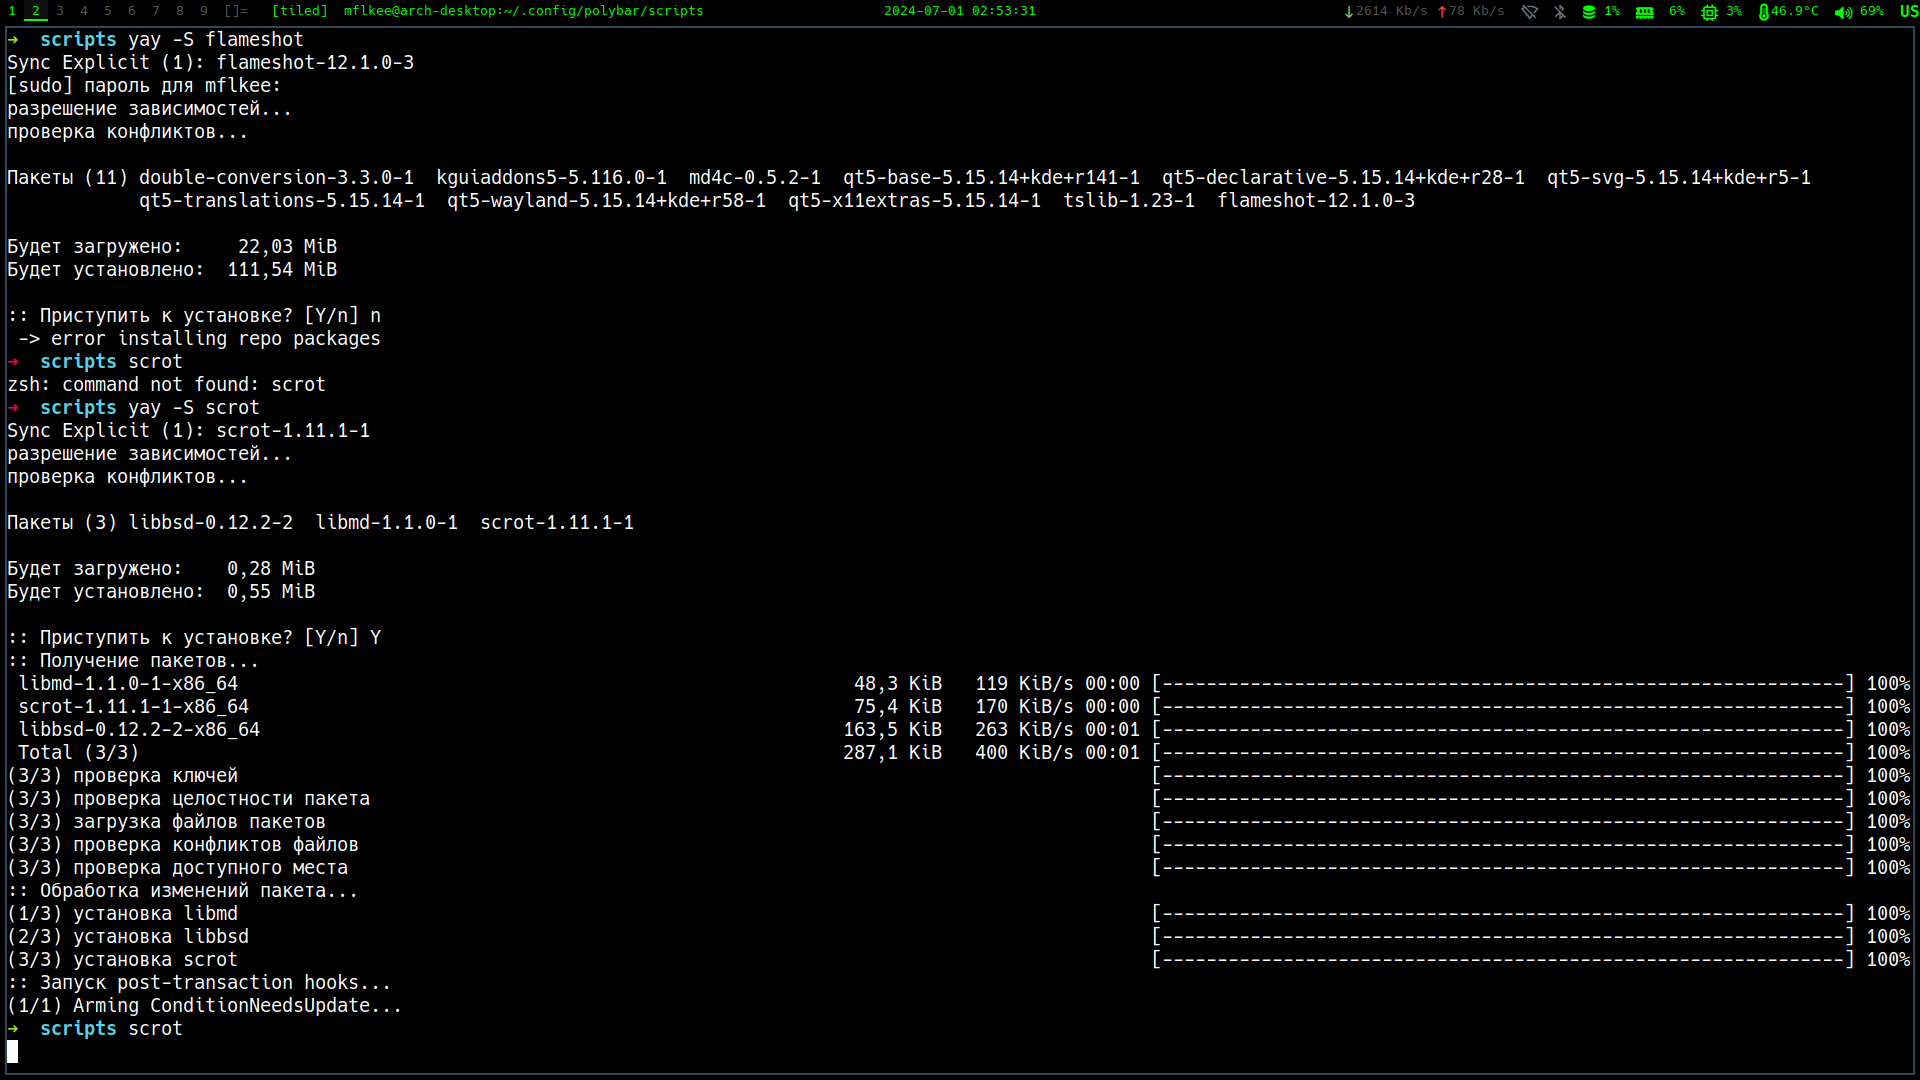 1 2 3 4 5 6 7 8 9 []= [tiled] mflkee@arch-desktop:~/.config/polybar/scripts 2024-07-01 02:53:31 ↓2614 Kb/s ↑78 Kb/s 1% 6% 3% 46.9°C 69% US
→ scripts yay -S flameshot
Sync Explicit (1): flameshot-12.1.0-3
[sudo] пароль для mflkee:
разрешение зависимостей...
проверка конфликтов...
Пакеты (11) double-conversion-3.3.0-1 kguiaddons5-5.116.0-1 md4c-0.5.2-1 qt5-base-5.15.14+kde+r141-1 qt5-declarative-5.15.14+kde+r28-1 qt5-svg-5.15.14+kde+r5-1
qt5-translations-5.15.14-1 qt5-wayland-5.15.14+kde+r58-1 qt5-x11extras-5.15.14-1 tslib-1.23-1 flameshot-12.1.0-3
Будет загружено: 22,03 MiB
Будет установлено: 111,54 MiB
:: Приступить к установке? [Y/n] n
-> error installing repo packages
→ scripts scrot
zsh: command not found: scrot
→ scripts yay -S scrot
Sync Explicit (1): scrot-1.11.1-1
разрешение зависимостей...
проверка конфликтов...
Пакеты (3) libbsd-0.12.2-2 libmd-1.1.0-1 scrot-1.11.1-1
Будет загружено: 0,28 MiB
Будет установлено: 0,55 MiB
:: Приступить к установке? [Y/n] Y
:: Получение пакетов...
libmd-1.1.0-1-x86_64 48,3 KiB 119 KiB/s 00:00 [--------------------------------------------------------------] 100%
scrot-1.11.1-1-x86_64 75,4 KiB 170 KiB/s 00:00 [--------------------------------------------------------------] 100%
libbsd-0.12.2-2-x86_64 163,5 KiB 263 KiB/s 00:01 [--------------------------------------------------------------] 100%
Total (3/3) 287,1 KiB 400 KiB/s 00:01 [--------------------------------------------------------------] 100%
(3/3) проверка ключей [--------------------------------------------------------------] 100%
(3/3) проверка целостности пакета [--------------------------------------------------------------] 100%
(3/3) загрузка файлов пакетов [--------------------------------------------------------------] 100%
(3/3) проверка конфликтов файлов [--------------------------------------------------------------] 100%
(3/3) проверка доступного места [--------------------------------------------------------------] 100%
:: Обработка изменений пакета...
(1/3) установка libmd [--------------------------------------------------------------] 100%
(2/3) установка libbsd [--------------------------------------------------------------] 100%
(3/3) установка scrot [--------------------------------------------------------------] 100%
:: Запуск post-transaction hooks...
(1/1) Arming ConditionNeedsUpdate...
→ scripts scrot